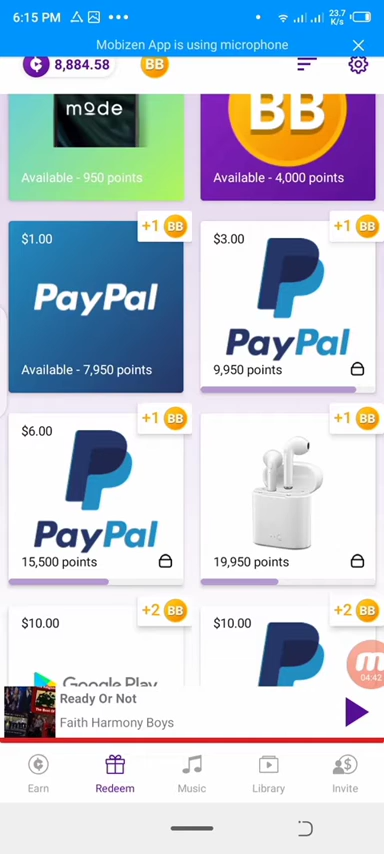 6:15 PM
23.7
K/s
Mobizen App is using microphone
8,884.58
BB
mode
Available - 950 points
BB
Available - 4,000 points
$1.00
+1 BB
PayPal
Available - 7,950 points
$3.00
+1 BB
PayPal
9,950 points
$6.00
+1 BB
PayPal
15,500 points
+1 BB
19,950 points
$10.00
+2 BB
Google Play
$10.00
+2 BB
Ready Or Not
Faith Harmony Boys
04:42
Earn
Redeem
Music
Library
Invite